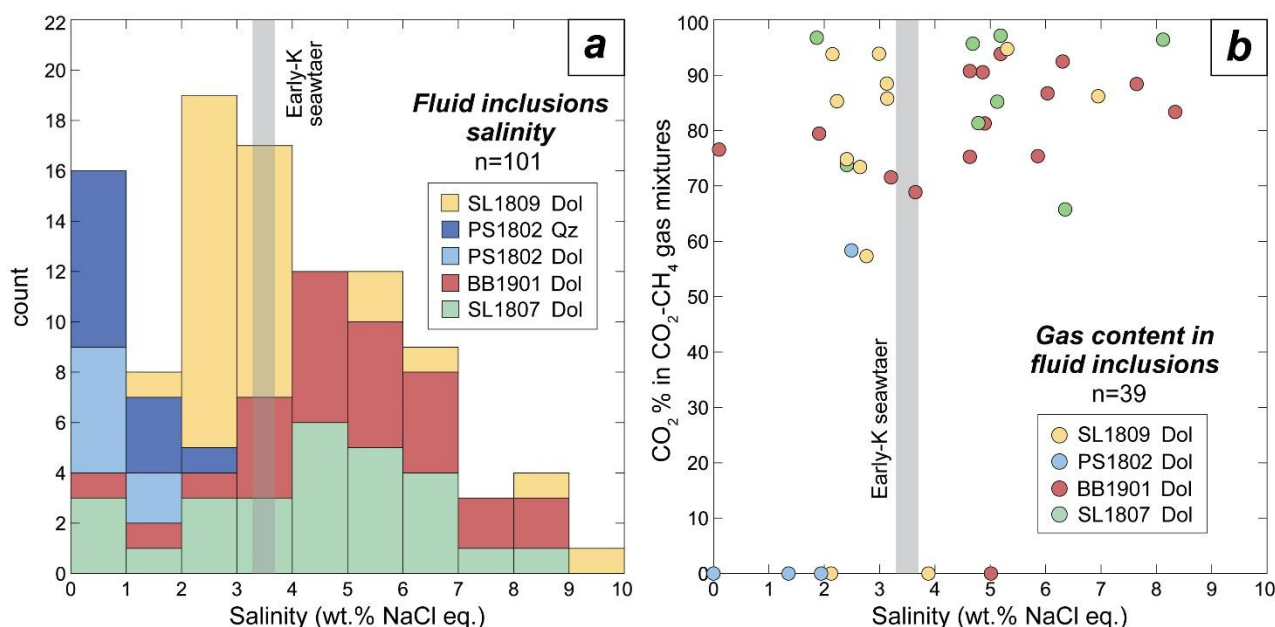 a
22
20
18
16
14
12
10
8
6
4
2
0
count
Early-K
seawtaer
Fluid inclusions
salinity
n=101
SL1809 Dol
PS1802 Qz
PS1802 Dol
BB1901 Dol
SL1807 Dol
0 1 2 3 4 5 6 7 8 9 10
Salinity (wt.% NaCl eq.)
b
100
90
80
70
60
50
40
30
20
10
0
CO2 % in CO2-CH4 gas mixtures
Early-K seawtaer
Gas content in
fluid inclusions
n=39
SL1809 Dol
PS1802 Dol
BB1901 Dol
SL1807 Dol
0 1 2 3 4 5 6 7 8 9 10
Salinity (wt.% NaCl eq.)